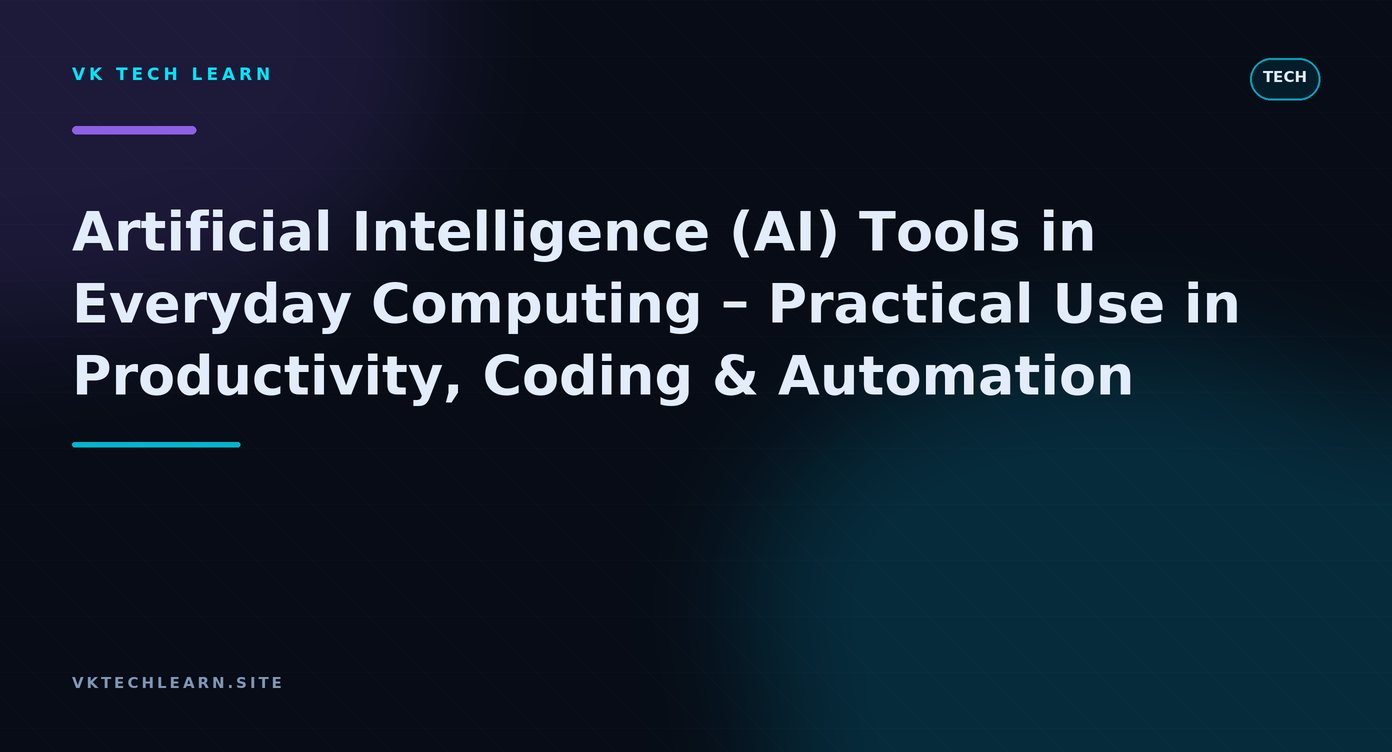 VK TECH LEARN
TECH
Artificial Intelligence (AI) Tools in
Everyday Computing – Practical Use in
Productivity, Coding & Automation
VKTECHLEARN.SITE